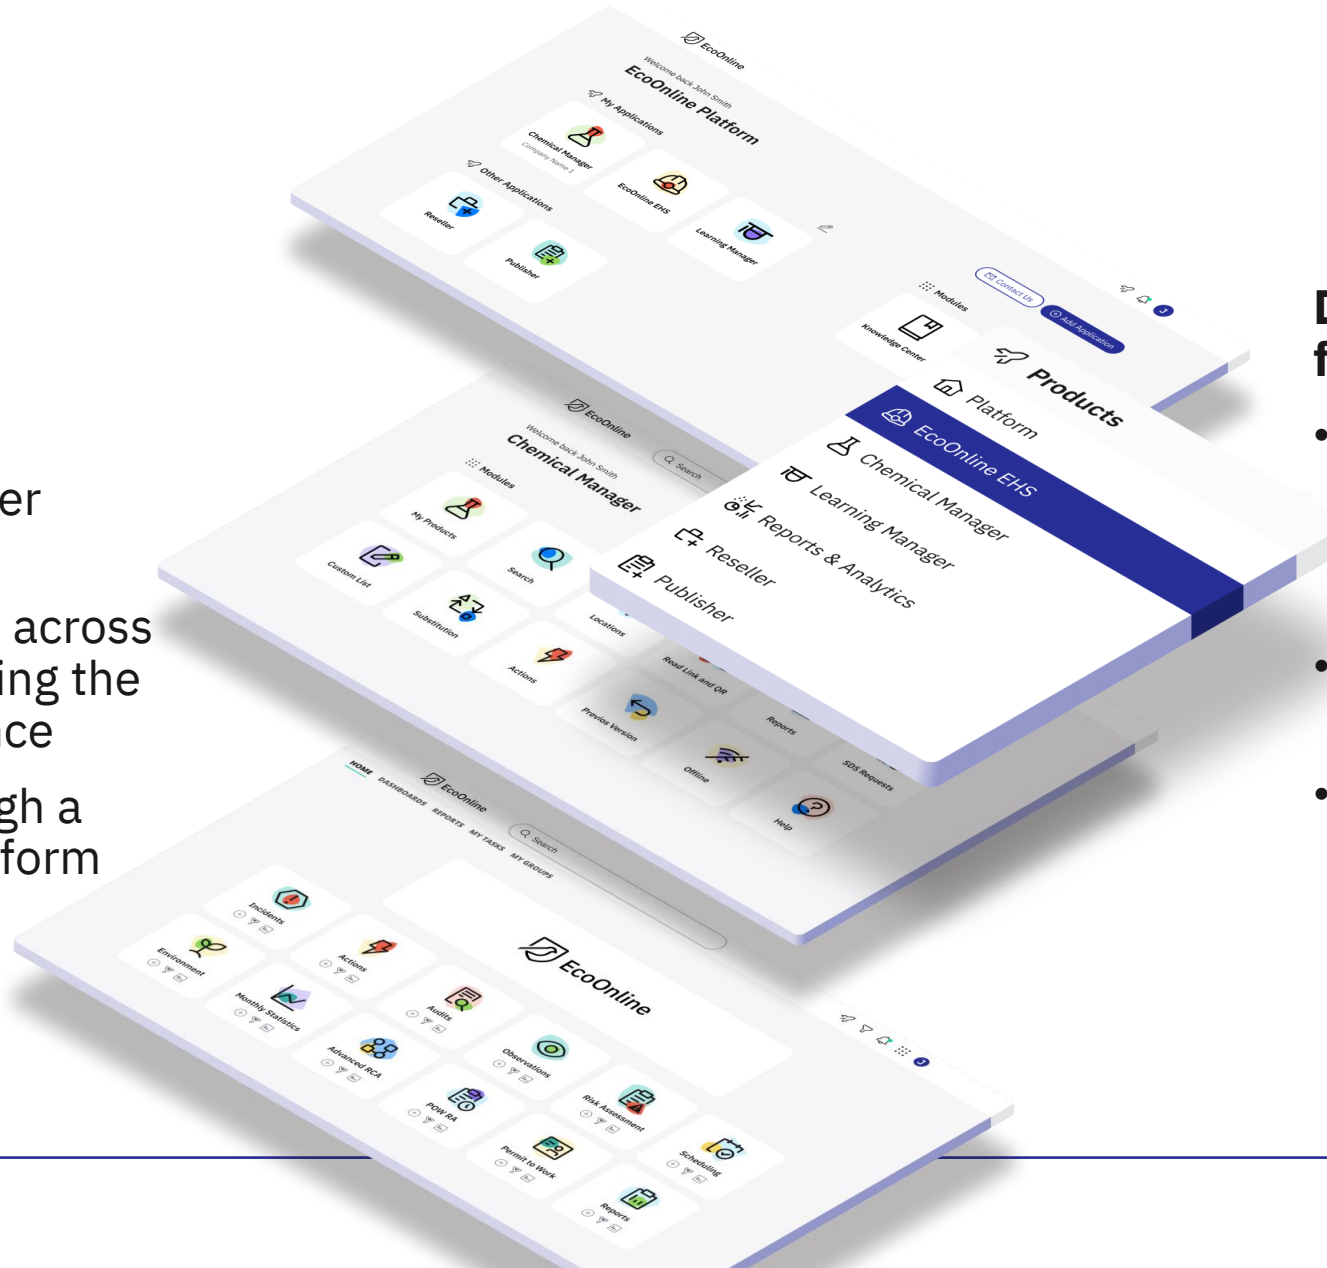 EcoOnline
Welcome back John Smith
EcoOnline Platform
My Applications
Chemical Manager
Company Name 1
EcoOnline EHS
Learning Manager
Other Applications
Reseller
Publisher
Contact Us
Add Application
J
Modules
Knowledge Center
Products
Platform
EcoOnline EHS
Chemical Manager
Learning Manager
Reports & Analytics
Reseller
Publisher
EcoOnline
Search
Welcome back John Smith
Chemical Manager
Modules
My Products
Search
Locations
Read Link and QR
Reports
SDS Requests
Custom List
Substitution
Actions
Previos Version
Offline
Help
er
across
ing the
ce
gh a
form
HOME DASHBOARDS REPORTS MY TASKS MY GROUPS
EcoOnline
Search
J
EcoOnline
Incidents
Actions
Audits
Observations
Risk Assessment
Scheduling
Environment
Monthly Statistics
Advanced RCA
POW RA
Permit to Work
Reports